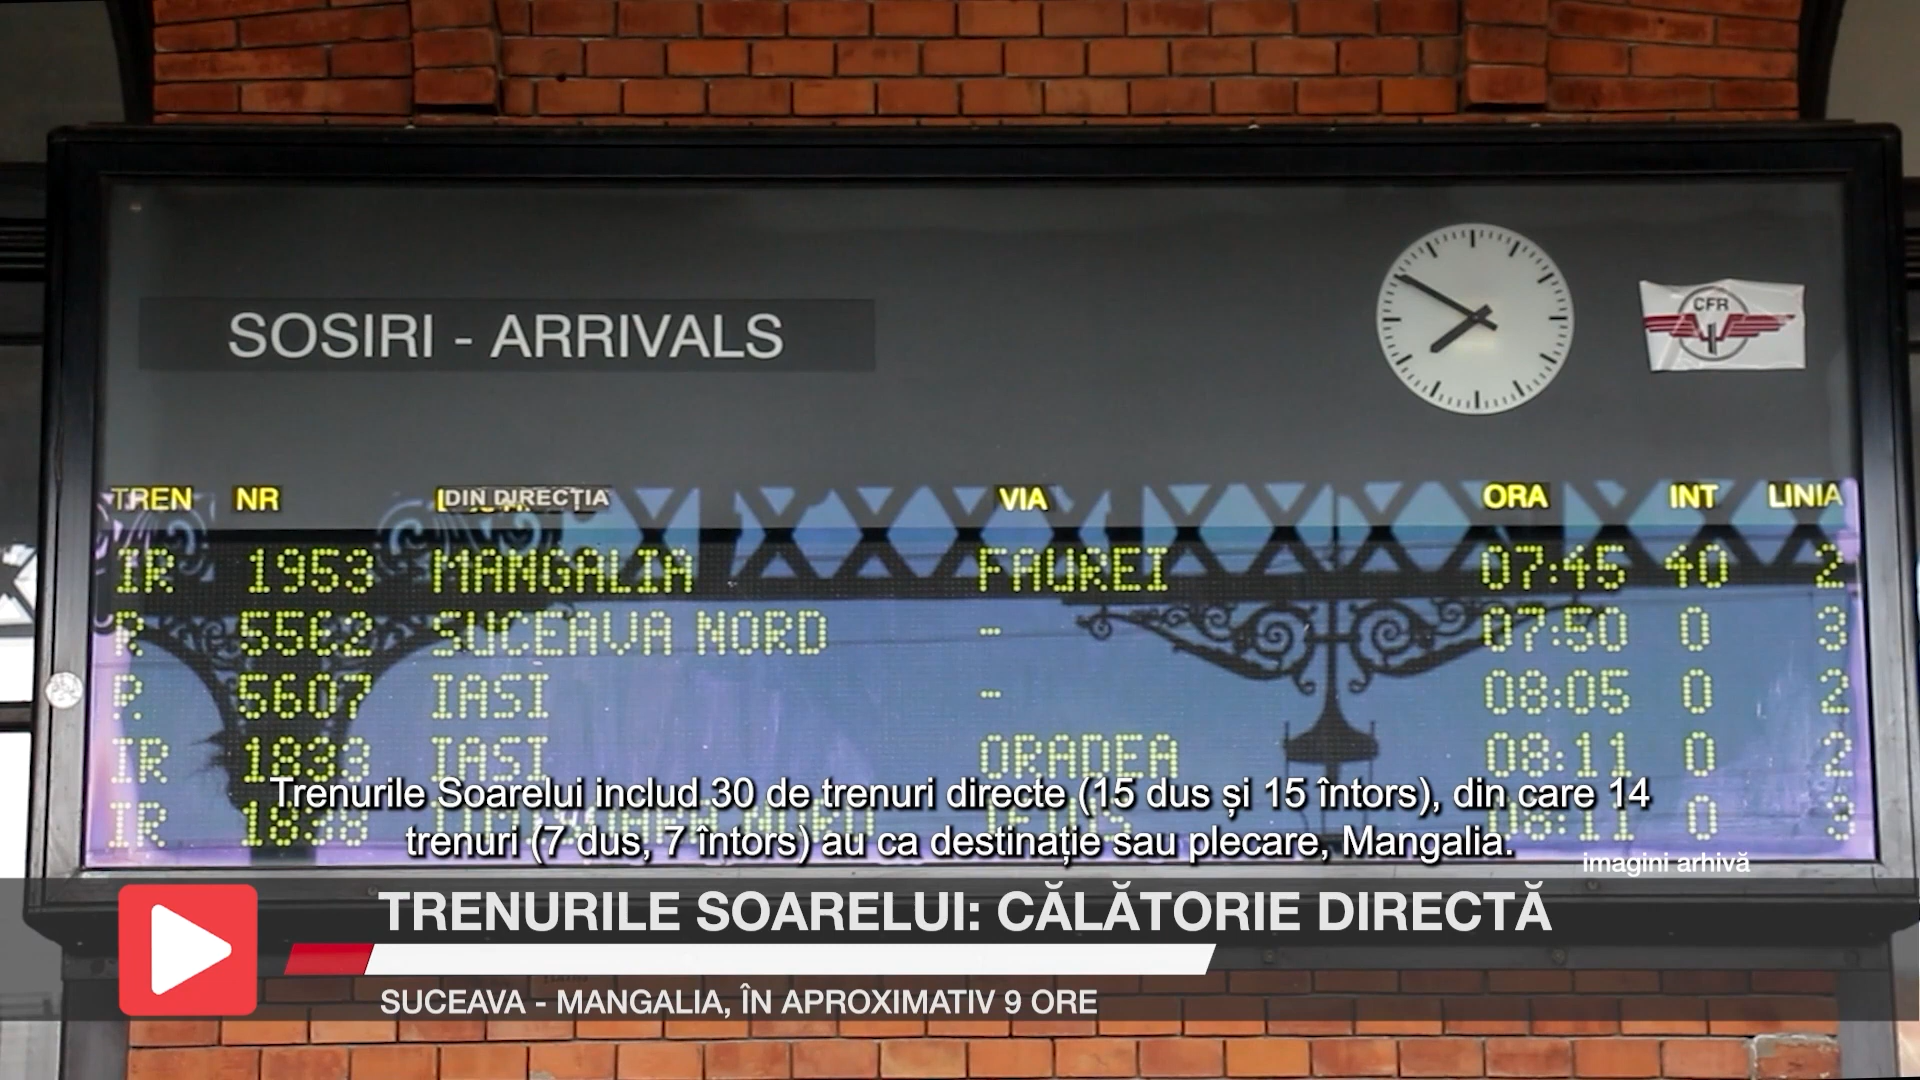 SOSIRI - ARRIVALS
CFR
TREN NR DIN DIRECȚIA VIA ORA INT LINIA
IR 1953 MANGALIA FAUREI 07:45 40 2
R 5562 SUCEAVA NORD - 07:50 0 3
P 5607 IASI - 08:05 0 2
IR 1833 IASI ORADEA 08:11 0 2
IR 1838 NORD 08:11 0 3
Trenurile Soarelui includ 30 de trenuri directe (15 dus și 15 întors), din care 14
trenuri (7 dus, 7 întors) au ca destinație sau plecare, Mangalia.
imagini arhivă
TRENURILE SOARELUI: CĂLĂTORIE DIRECTĂ
SUCEAVA - MANGALIA, ÎN APROXIMATIV 9 ORE